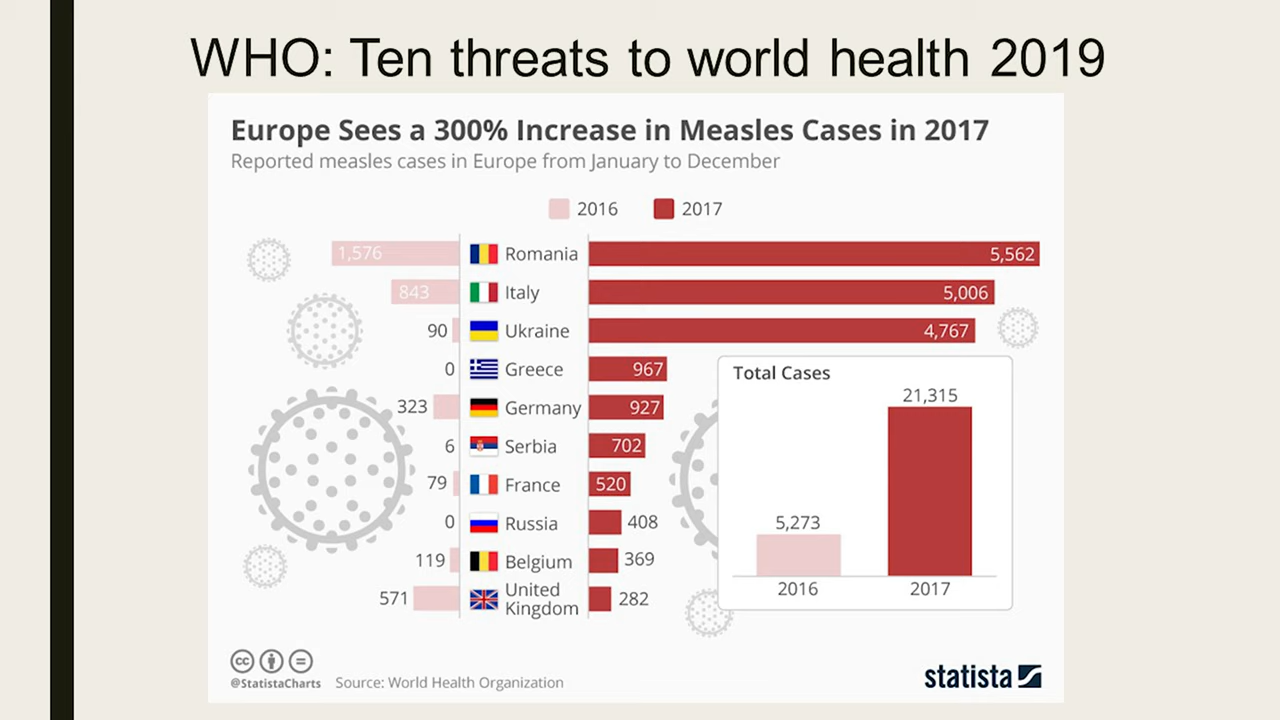 WHO: Ten threats to world health 2019
Europe Sees a 300% Increase in Measles Cases in 2017
Reported measles cases in Europe from January to December
2016 2017
1,576 Romania 5,562
843 Italy 5,006
90 Ukraine 4,767
0 Greece 967
323 Germany 927
6 Serbia 702
79 France 520
0 Russia 408
119 Belgium 369
571 United Kingdom 282
Total Cases
21,315
5,273
2016 2017
cc
@StatistaCharts Source: World Health Organization
statista